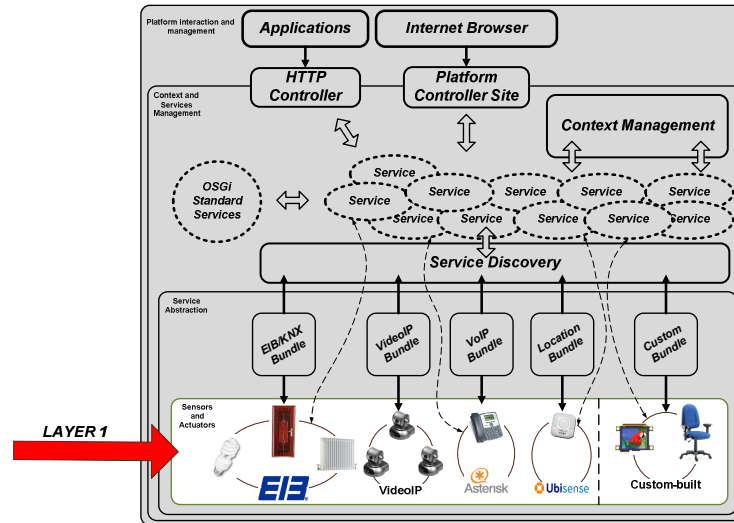 Platform interaction and
management
Applications
Internet Browser
HTTP
Controller
Platform
Controller Site
Context and
Services
Management
Context Management
OSGi
Standard
Services
Service
Service
Service
Service
Service
Service
Service
Service
Service
Service
Service
Service Discovery
Service
Abstraction
EIB/KNX
Bundle
VideoIP
Bundle
VoIP
Bundle
Location
Bundle
Custom
Bundle
Sensors and
Actuators
LAYER 1
EIB
VideoIP
Asterisk
Ubisense
Custom-built